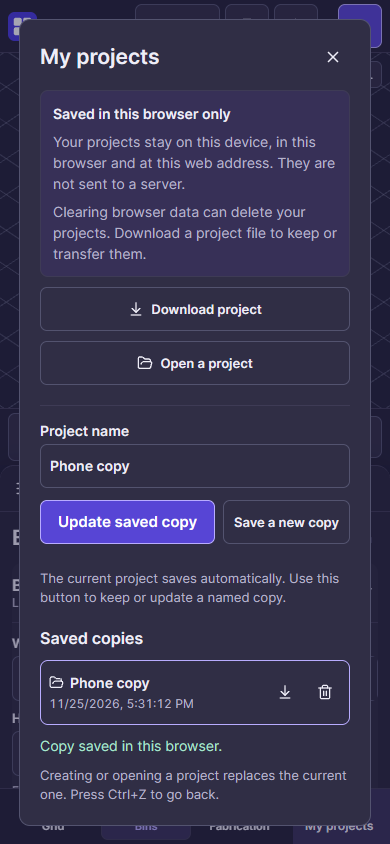 My projects
Saved in this browser only
Your projects stay on this device, in this
browser and at this web address. They are
not sent to a server.
Clearing browser data can delete your
projects. Download a project file to keep or
transfer them.
Download project
Open a project
Project name
Phone copy
Update saved copy
Save a new copy
The current project saves automatically. Use this
button to keep or update a named copy.
Saved copies
Phone copy
11/25/2026, 5:31:12 PM
Copy saved in this browser.
Creating or opening a project replaces the current
one. Press Ctrl+Z to go back.
Grid
Bins
Fabrication
My projects